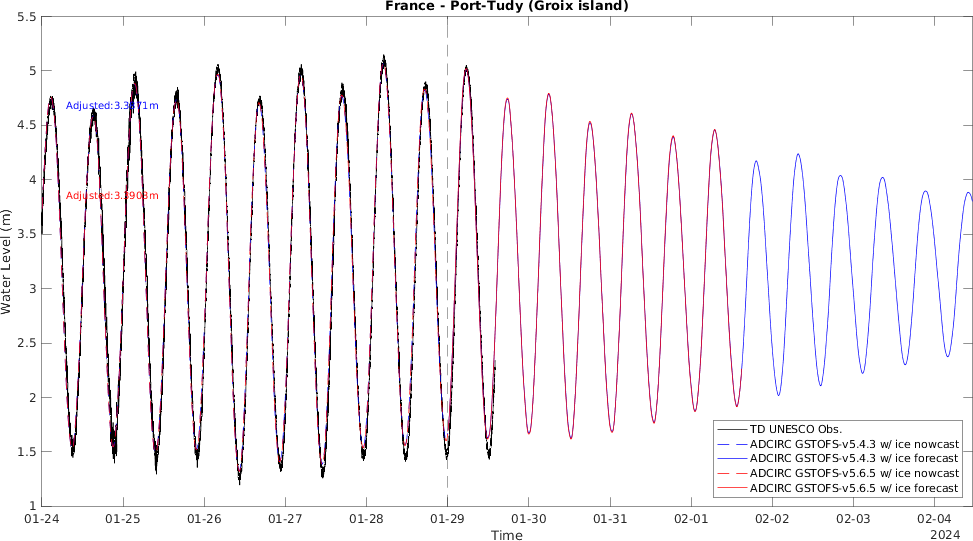 France - Port-Tudy (Groix island)
5.5
5
4.5
4
3.5
3
2.5
2
1.5
1
Water Level (m)
Adjusted:3.3871m
Adjusted:3.3903m
TD UNESCO Obs.
ADCIRC GSTOFS-v5.4.3 w/ ice nowcast
ADCIRC GSTOFS-v5.4.3 w/ ice forecast
ADCIRC GSTOFS-v5.6.5 w/ ice nowcast
ADCIRC GSTOFS-v5.6.5 w/ ice forecast
01-24 01-25 01-26 01-27 01-28 01-29 01-30 01-31 02-01 02-02 02-03 02-04
Time
2024